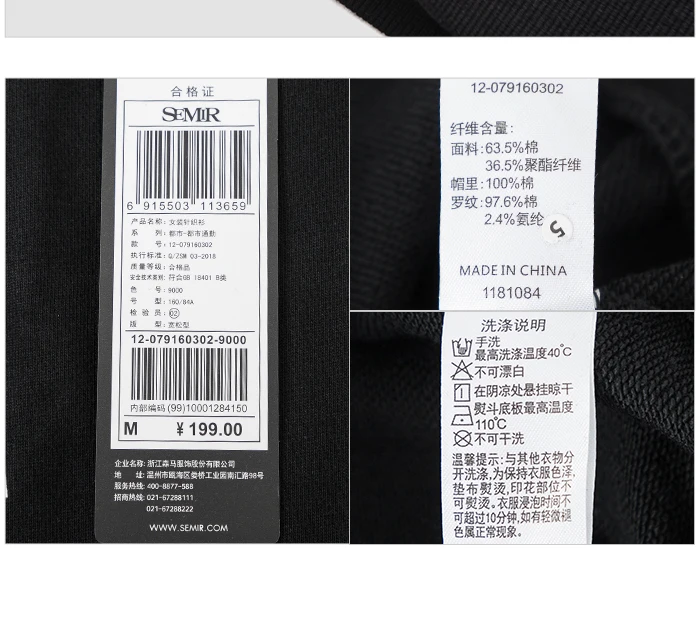 合格证
SEMIR
6 915503 113659
产品名称: 女装针织衫
系 列: 都市-都市通勤
款 号: 12-079160302
执行标准: Q/ZSM 03-2018
质量等级: 合格品
安全技术类别: 符合GB 18401 B类
色 号: 9000
号 型: 160/84A
检 验 员: 02
版 型: 宽松型
12-079160302-9000
内部编码 (99)10001284150
M ¥199.00
企业名称: 浙江森马服饰股份有限公司
地 址: 温州市瓯海区娄桥工业园南汇路98号
服务热线: 400-8877-588
招商热线: 021-67288111
021-67288222
WWW.SEMIR.COM
12-079160302
纤维含量:
面料:63.5%棉
36.5%聚酯纤维
帽里:100%棉
罗纹:97.6%棉
2.4%氨纶
5
MADE IN CHINA
1181084
洗涤说明
手洗
最高洗涤温度40℃
不可漂白
在阴凉处悬挂晾干
熨斗底板最高温度
110℃
不可干洗
温馨提示:与其他衣物分
开洗涤,为保持衣服色泽,
垫布熨烫,印花部位不
可熨烫。衣服浸泡时间不
可超过10分钟,如有轻微褪
色属正常现象。